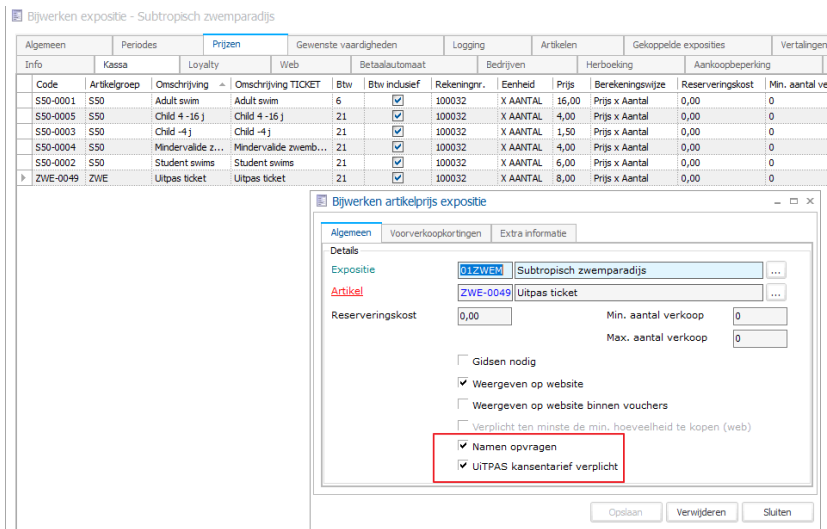 Bijwerken expositie - Subtropisch zwemparadijs
Algemeen Periodes Prijzen Gewenste vaardigheden Logging Artikelen Gekoppelde exposities Vertalingen
Info Kassa Loyalty Web Betaalautomaat Bedrijven Herboeking Aankoopbeperking
Code Artikelgroep Omschrijving Omschrijving TICKET Btw Btw inclusief Rekeningnr. Eenheid Prijs Berekeningswijze Reserveringskost Min. aantal ve
S50-0001 S50 Adult swim Adult swim 6 100032 X AANTAL 16,00 Prijs x Aantal 0,00 0
S50-0005 S50 Child 4 -16 j Child 4 -16 j 21 100032 X AANTAL 4,00 Prijs x Aantal 0,00 0
S50-0003 S50 Child -4 j Child -4 j 21 100032 X AANTAL 1,50 Prijs x Aantal 0,00 0
S50-0004 S50 Mindervalide z... Mindervalide zwemb... 21 100032 X AANTAL 4,00 Prijs x Aantal 0,00 0
S50-0002 S50 Student swims Student swims 21 100032 X AANTAL 6,00 Prijs x Aantal 0,00 0
ZWE-0049 ZWE Uitpas ticket Uitpas ticket 21 100032 X AANTAL 8,00 Prijs x Aantal 0,00 0
Bijwerken artikelprijs expositie
Algemeen Voorverkoopkortingen Extra informatie
Details
Expositie 01ZWEM Subtropisch zwemparadijs ...
Artikel ZWE-0049 Uitpas ticket ...
Reserveringskost 0,00 Min. aantal verkoop 0
Max. aantal verkoop 0
Gidsen nodig
Weergeven op website
Weergeven op website binnen vouchers
Verplicht ten minste de min. hoeveelheid te kopen (web)
Namen opvragen
UiTPAS kansentarief verplicht
Opslaan Verwijderen Sluiten